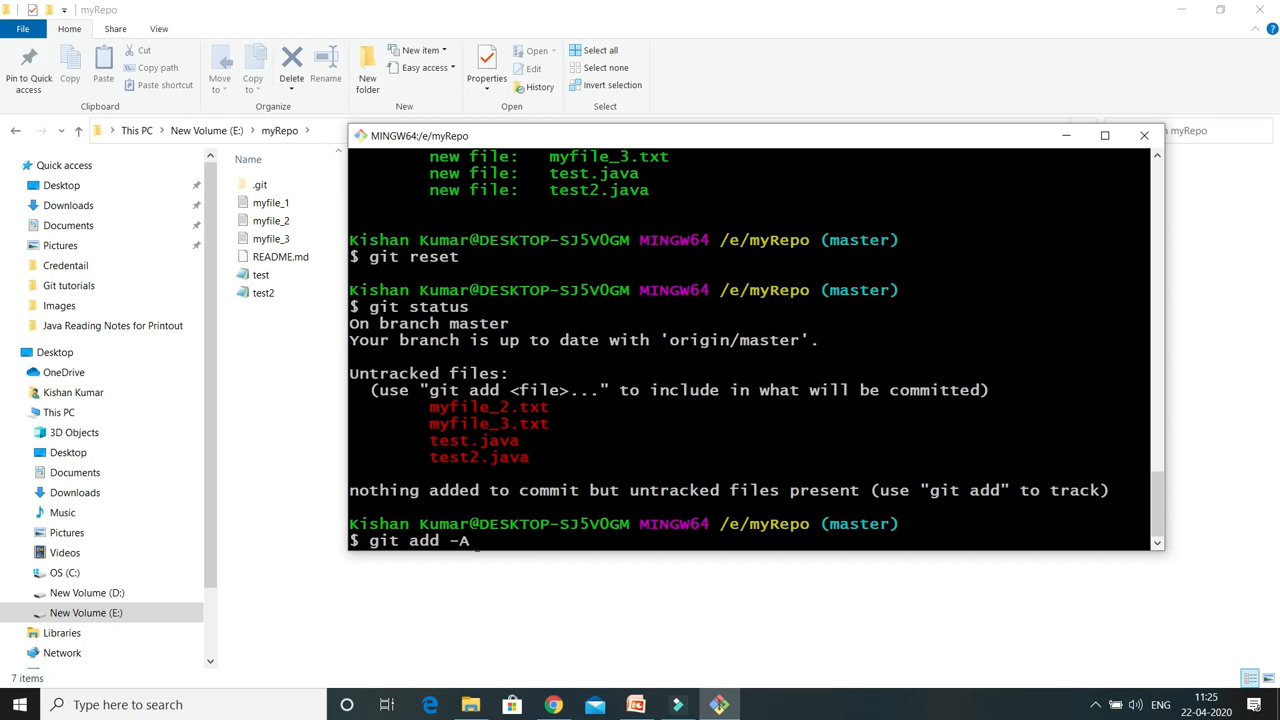 myRepo
File
Home
Share
View
Pin to Quick access
Copy
Paste
Cut
Copy path
Paste shortcut
Clipboard
Move to
Copy to
Delete
Rename
Organize
New folder
New item
Easy access
New
Properties
Open
Edit
History
Open
Select all
Select none
Invert selection
Select
This PC
New Volume (E:)
myRepo
myRepo
Quick access
Desktop
Downloads
Documents
Pictures
Credentail
Git tutorials
Images
Java Reading Notes for Printout
Desktop
OneDrive
Kishan Kumar
This PC
3D Objects
Desktop
Documents
Downloads
Music
Pictures
Videos
OS (C:)
New Volume (D:)
New Volume (E:)
Libraries
Network
Name
.git
myfile_1
myfile_2
myfile_3
README.md
test
test2
MINGW64:/e/myRepo
new file: myfile_3.txt
new file: test.java
new file: test2.java
Kishan Kumar@DESKTOP-SJ5V0GM MINGW64 /e/myRepo (master)
$ git reset
Kishan Kumar@DESKTOP-SJ5V0GM MINGW64 /e/myRepo (master)
$ git status
On branch master
Your branch is up to date with 'origin/master'.
Untracked files:
(use "git add <file>..." to include in what will be committed)
myfile_2.txt
myfile_3.txt
test.java
test2.java
nothing added to commit but untracked files present (use "git add" to track)
Kishan Kumar@DESKTOP-SJ5V0GM MINGW64 /e/myRepo (master)
$ git add -A
7 items
Type here to search
ENG
11:25
22-04-2020